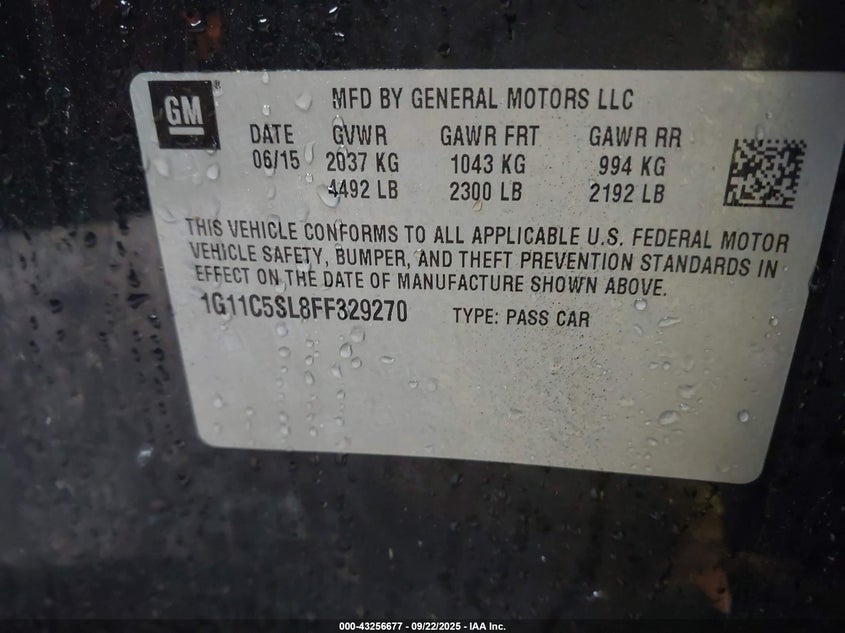 GM®
MFD BY GENERAL MOTORS LLC
DATE GVWR GAWR FRT GAWR RR
06/15 2037 KG 1043 KG 994 KG
4492 LB 2300 LB 2192 LB
THIS VEHICLE CONFORMS TO ALL APPLICABLE U.S. FEDERAL MOTOR
VEHICLE SAFETY, BUMPER, AND THEFT PREVENTION STANDARDS IN
EFFECT ON THE DATE OF MANUFACTURE SHOWN ABOVE.
1G11C5SL8FF329270 TYPE: PASS CAR
000-43256677 - 09/22/2025 - IAA Inc.